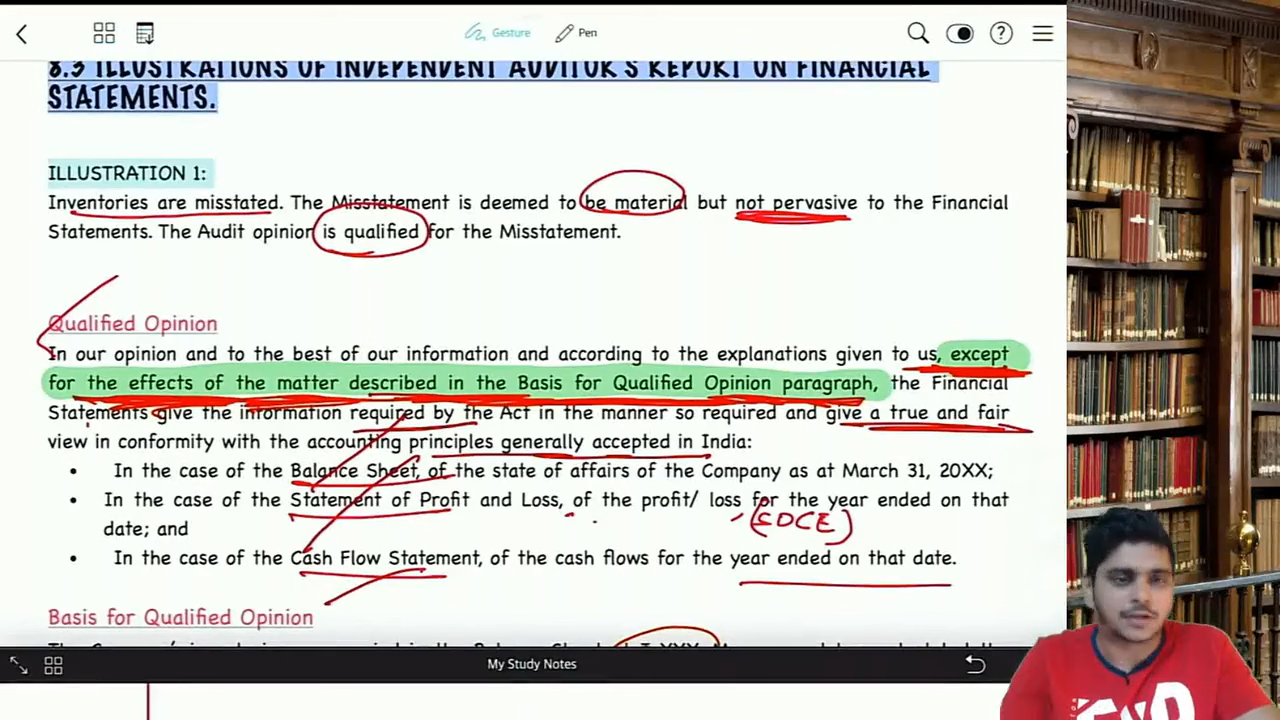 Gesture
Pen
8.3 ILLUSTRATIONS OF INDEPENDENT AUDITOR'S REPORT ON FINANCIAL
STATEMENTS.
ILLUSTRATION 1:
Inventories are misstated. The Misstatement is deemed to be material but not pervasive to the Financial
Statements. The Audit opinion is qualified for the Misstatement.
Qualified Opinion
In our opinion and to the best of our information and according to the explanations given to us, except
for the effects of the matter described in the Basis for Qualified Opinion paragraph, the Financial
Statements give the information required by the Act in the manner so required and give a true and fair
view in conformity with the accounting principles generally accepted in India:
• In the case of the Balance Sheet, of the state of affairs of the Company as at March 31, 20XX;
• In the case of the Statement of Profit and Loss, of the profit/ loss for the year ended on that
date; and
• In the case of the Cash Flow Statement, of the cash flows for the year ended on that date.
Basis for Qualified Opinion
My Study Notes